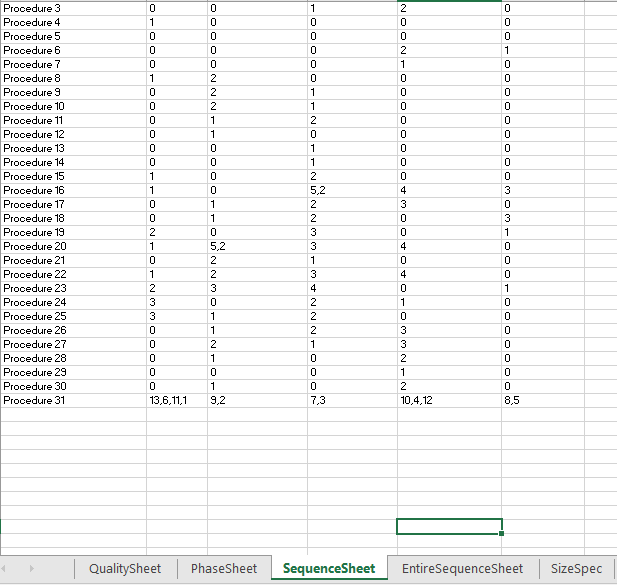 Procedure 3 0 0 1 2 0
Procedure 4 1 0 0 0 0
Procedure 5 0 0 0 0 0
Procedure 6 0 0 0 2 1
Procedure 7 0 0 0 1 0
Procedure 8 1 2 0 0 0
Procedure 9 0 2 1 0 0
Procedure 10 0 2 1 0 0
Procedure 11 0 1 2 0 0
Procedure 12 0 1 0 0 0
Procedure 13 0 0 1 0 0
Procedure 14 0 0 1 0 0
Procedure 15 1 0 2 0 0
Procedure 16 1 0 5,2 4 3
Procedure 17 0 1 2 3 0
Procedure 18 0 1 2 0 3
Procedure 19 2 0 3 0 1
Procedure 20 1 5,2 3 4 0
Procedure 21 0 2 1 0 0
Procedure 22 1 2 3 4 0
Procedure 23 2 3 4 0 1
Procedure 24 3 0 2 1 0
Procedure 25 3 1 2 0 0
Procedure 26 0 1 2 3 0
Procedure 27 0 2 1 3 0
Procedure 28 0 1 0 2 0
Procedure 29 0 0 0 1 0
Procedure 30 0 1 0 2 0
Procedure 31 13,6,11,1 9,2 7,3 10,4,12 8,5
QualitySheet PhaseSheet SequenceSheet EntireSequenceSheet SizeSpec